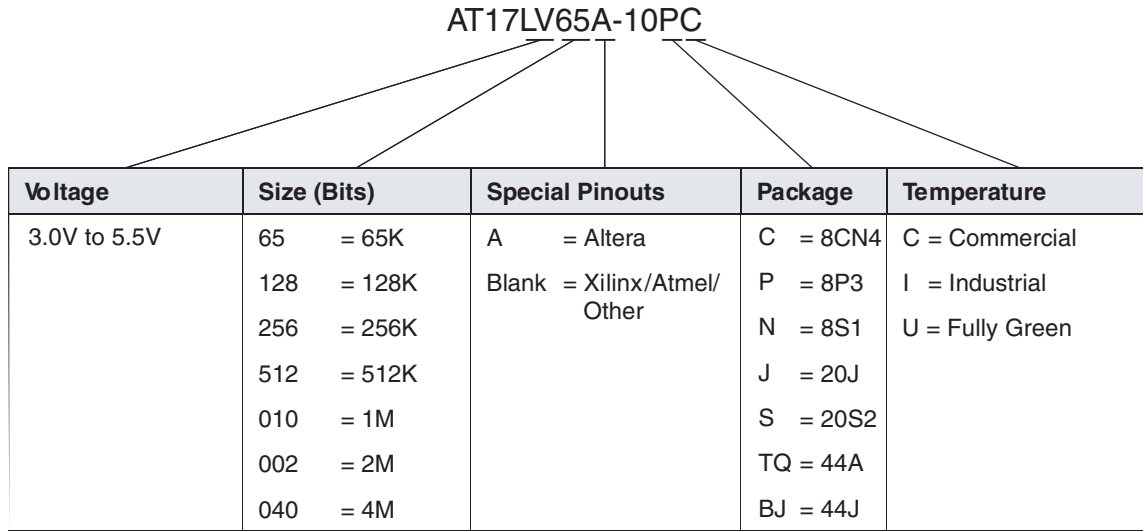 AT17LV65A-10PC
Voltage Size (Bits) Special Pinouts Package Temperature
3.0V to 5.5V 65 = 65K A = Altera C = 8CN4 C = Commercial
128 = 128K Blank = Xilinx/Atmel/ P = 8P3 I = Industrial
Other
256 = 256K N = 8S1 U = Fully Green
512 = 512K J = 20J
010 = 1M S = 20S2
002 = 2M TQ = 44A
040 = 4M BJ = 44J